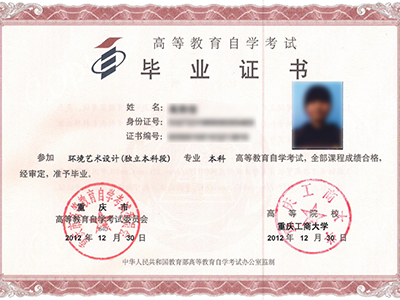 高等教育自学考试
毕业证书
姓名:
身份证号:
证书编号:
参加 环境艺术设计(独立本科段) 专业 本科 高等教育自学考试,全部课程成绩合格,
经审定,准予毕业。
重庆市
高等教育自学考试委员会
2012 年 12 月 30 日
高等院校
重庆工商大学
2012 年 12 月 30 日
中华人民共和国教育部高等教育自学考试办公室监制